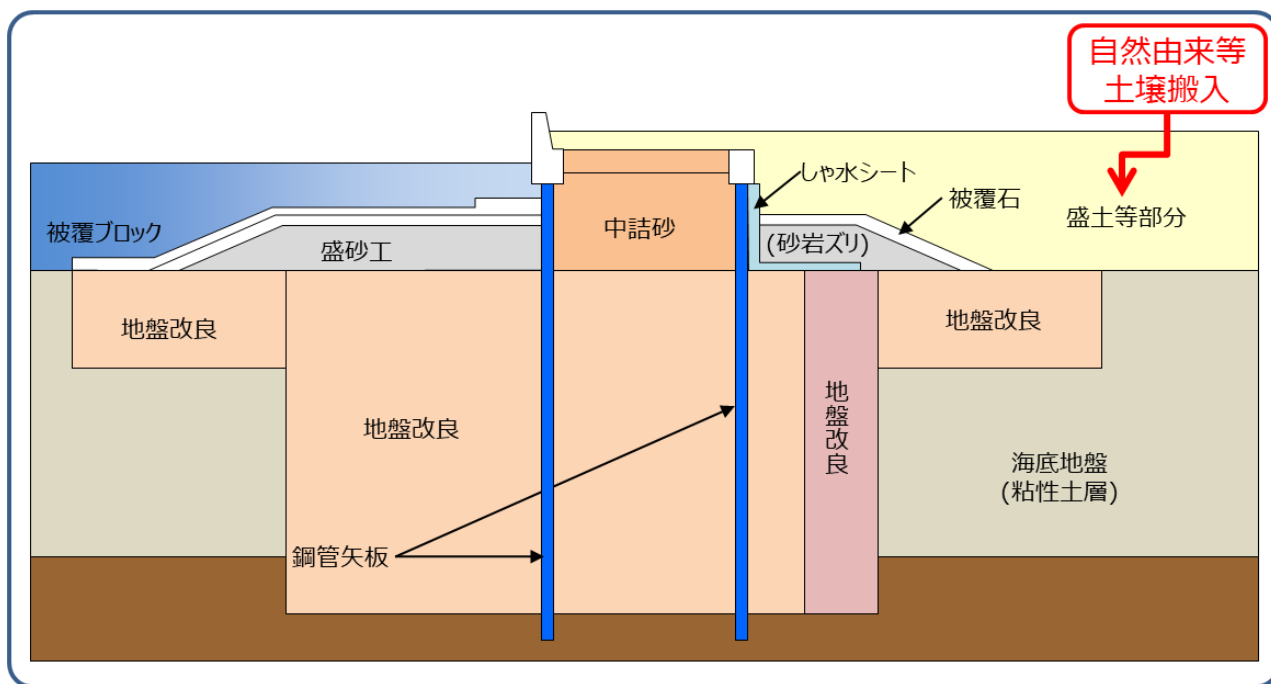 自然由来等
土壌搬入
しゃ水シート
被覆石
盛土等部分
被覆ブロック
中詰砂
(砂岩ズリ)
盛砂工
地盤改良
地盤改良
地盤改良
地盤改良
海底地盤
(粘性土層)
鋼管矢板